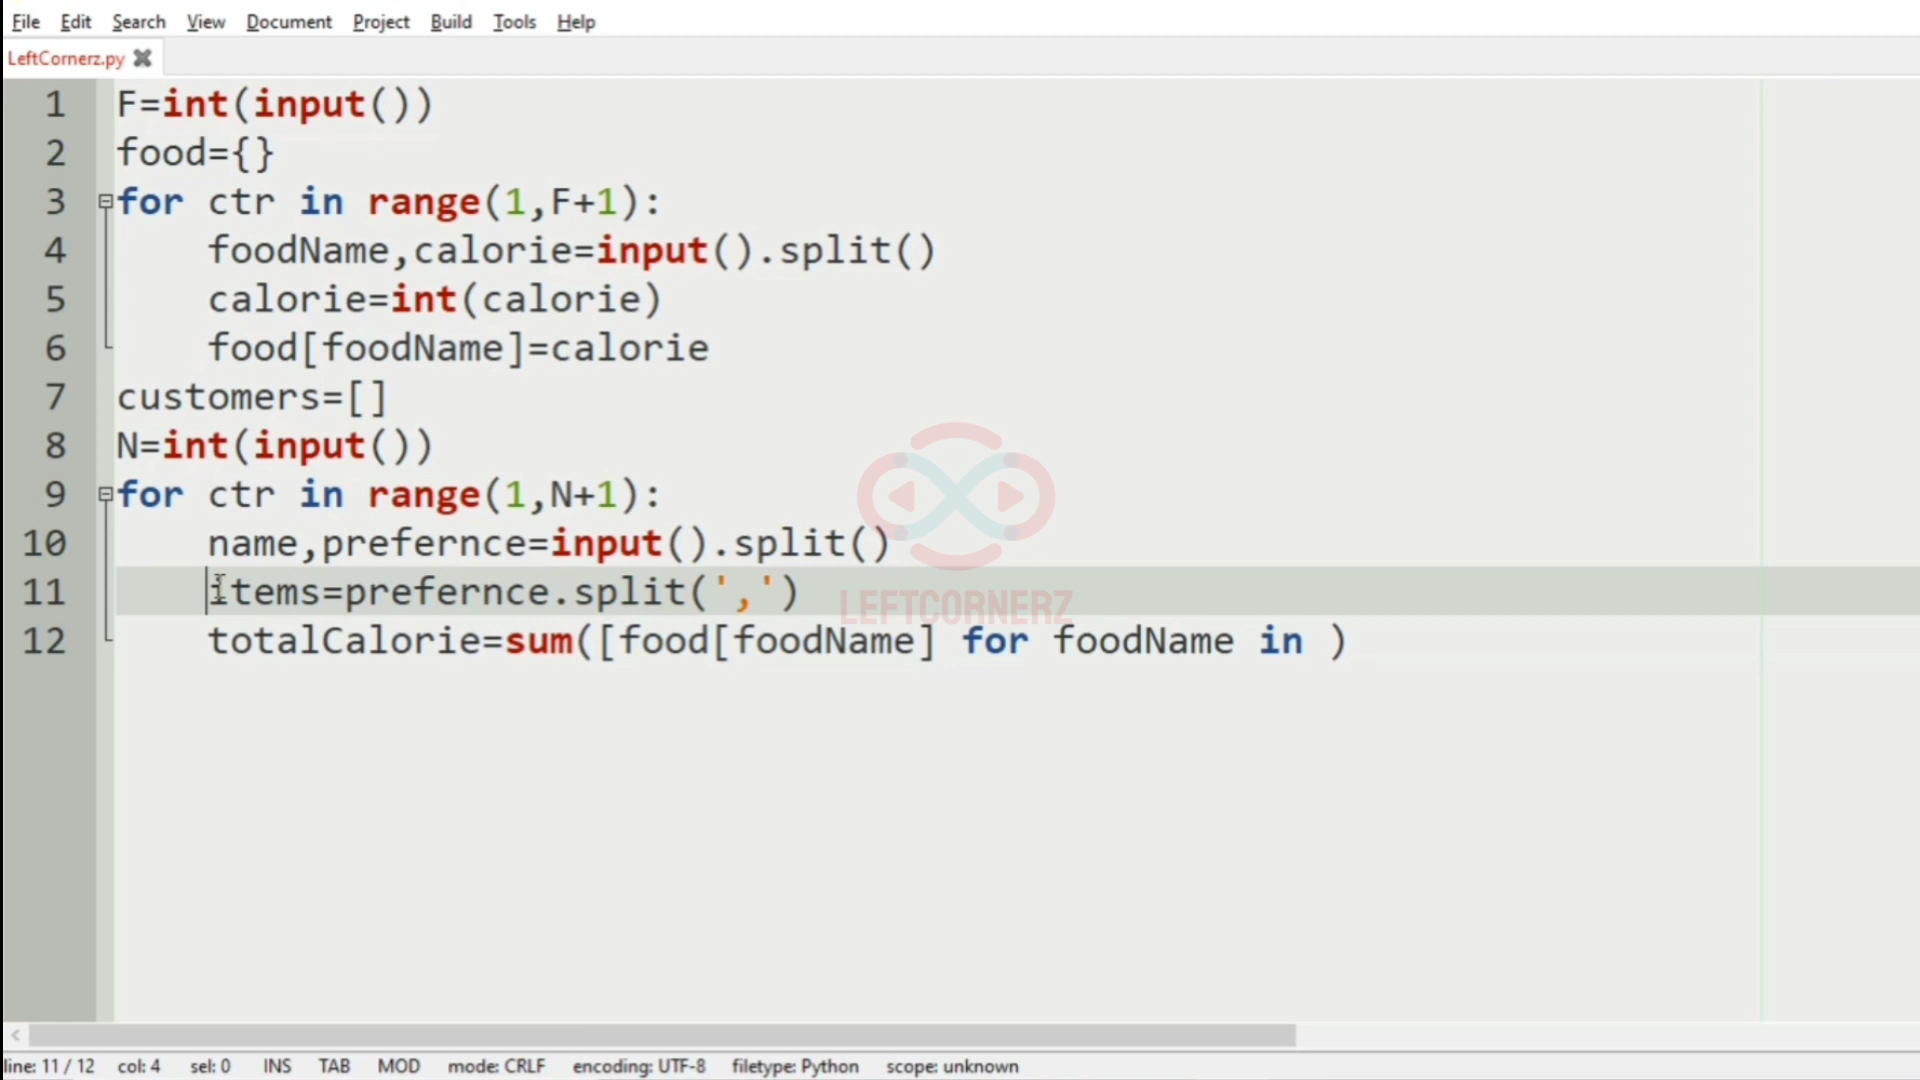 File Edit Search View Document Project Build Tools Help
LeftCornerz.py
1 F=int(input())
2 food={}
3 for ctr in range(1,F+1):
4     foodName,calorie=input().split()
5     calorie=int(calorie)
6     food[foodName]=calorie
7 customers=[]
8 N=int(input())
9 for ctr in range(1,N+1):
10     name,prefernce=input().split()
11     items=prefernce.split(',')
12     totalCalorie=sum([food[foodName] for foodName in )
LEFTCORNERZ
line: 11 / 12 col: 4 sel: 0 INS TAB MOD mode: CRLF encoding: UTF-8 filetype: Python scope: unknown